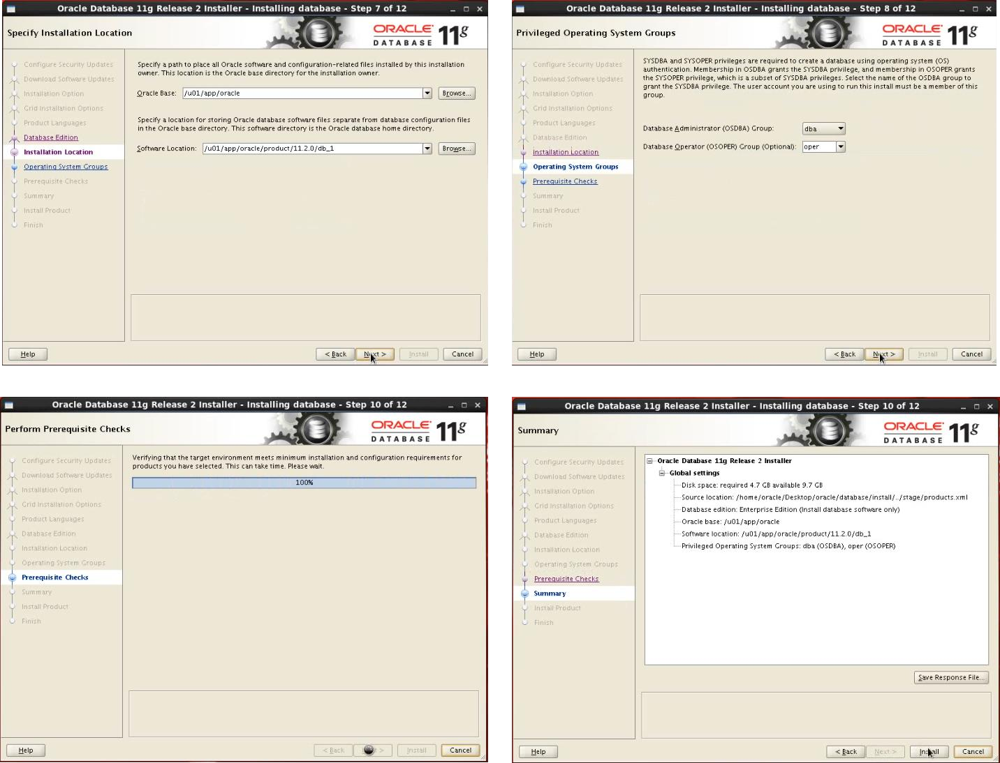 Oracle Database 11g Release 2 Installer - Installing database - Step 7 of 12
Specify Installation Location
ORACLE
DATABASE
11g
Configure Security Updates
Download Software Updates
Installation Option
Grid Installation Options
Product Languages
Database Edition
Installation Location
Operating System Groups
Prerequisite Checks
Summary
Install Product
Finish
Specify a path to place all Oracle software and configuration-related files installed by this installation
owner. This location is the Oracle base directory for the installation owner.
Oracle Base: /u01/app/oracle Browse...
Specify a location for storing Oracle database software files separate from database configuration files
in the Oracle base directory. This software directory is the Oracle database home directory.
Software Location: /u01/app/oracle/product/11.2.0/db_1 Browse...
Help < Back Next > Install Cancel
Oracle Database 11g Release 2 Installer - Installing database - Step 8 of 12
Privileged Operating System Groups
ORACLE
DATABASE
11g
Configure Security Updates
Download Software Updates
Installation Option
Grid Installation Options
Product Languages
Database Edition
Installation Location
Operating System Groups
Prerequisite Checks
Summary
Install Product
Finish
SYSDBA and SYSOPER privileges are required to create a database using operating system (OS)
authentication. Membership in OSDBA grants the SYSDBA privilege, and membership in OSOPER grants
the SYSOPER privilege, which is a subset of SYSDBA privileges. Select the name of the OSDBA group to
grant the SYSDBA privilege. The user account you are using to run this install must be a member of this
group.
Database Administrator (OSDBA) Group: dba
Database Operator (OSOPER) Group (Optional): oper
Help < Back Next > Install Cancel
Oracle Database 11g Release 2 Installer - Installing database - Step 10 of 12
Perform Prerequisite Checks
ORACLE
DATABASE
11g
Configure Security Updates
Download Software Updates
Installation Option
Grid Installation Options
Product Languages
Database Edition
Installation Location
Operating System Groups
Prerequisite Checks
Summary
Install Product
Finish
Verifying that the target environment meets minimum installation and configuration requirements for
products you have selected. This can take time. Please wait.
100%
Help < Back > Install Cancel
Oracle Database 11g Release 2 Installer - Installing database - Step 10 of 12
Summary
ORACLE
DATABASE
11g
Configure Security Updates
Download Software Updates
Installation Option
Grid Installation Options
Product Languages
Database Edition
Installation Location
Operating System Groups
Prerequisite Checks
Summary
Install Product
Finish
Oracle Database 11g Release 2 Installer
Global settings
Disk space: required 4.7 GB available 9.7 GB
Source location: /home/oracle/Desktop/oracle/database/install/../stage/products.xml
Database edition: Enterprise Edition (Install database software only)
Oracle base: /u01/app/oracle
Software location: /u01/app/oracle/product/11.2.0/db_1
Privileged Operating System Groups: dba (OSDBA), oper (OSOPER)
Save Response File...
Help < Back Next > Install Cancel